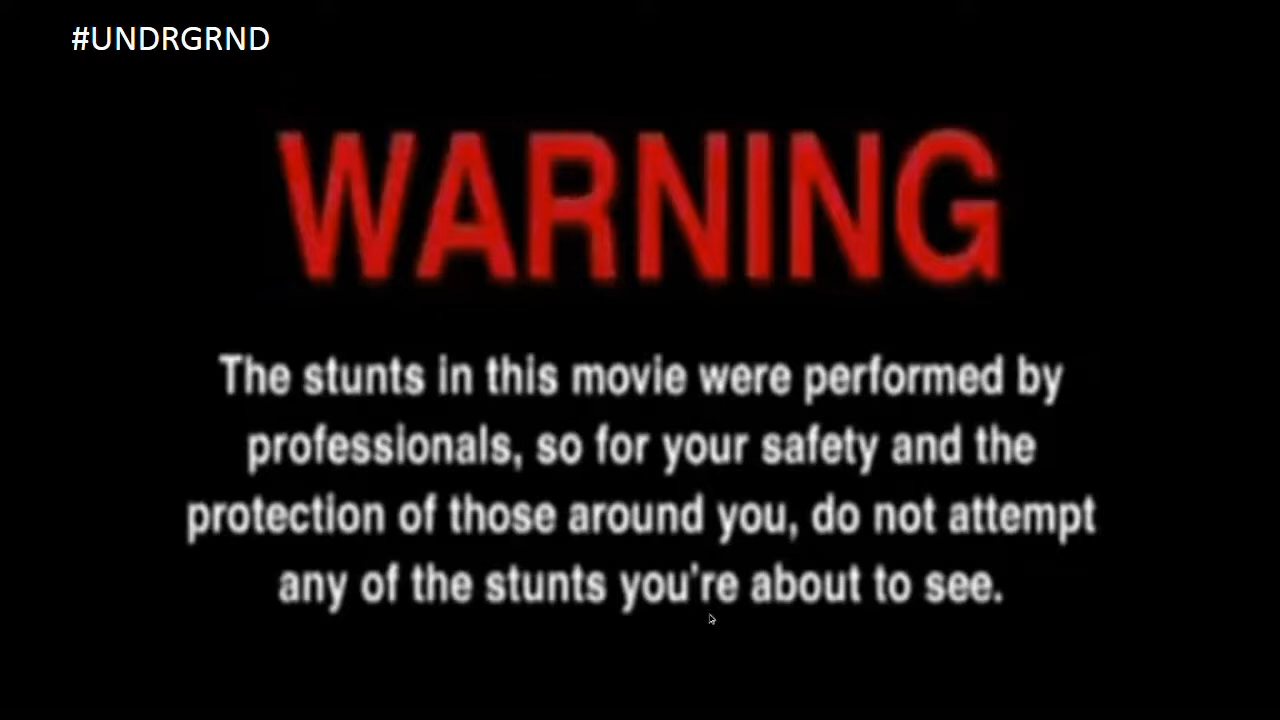 #UNDRGRND
WARNING
The stunts in this movie were performed by
professionals, so for your safety and the
protection of those around you, do not attempt
any of the stunts you're about to see.